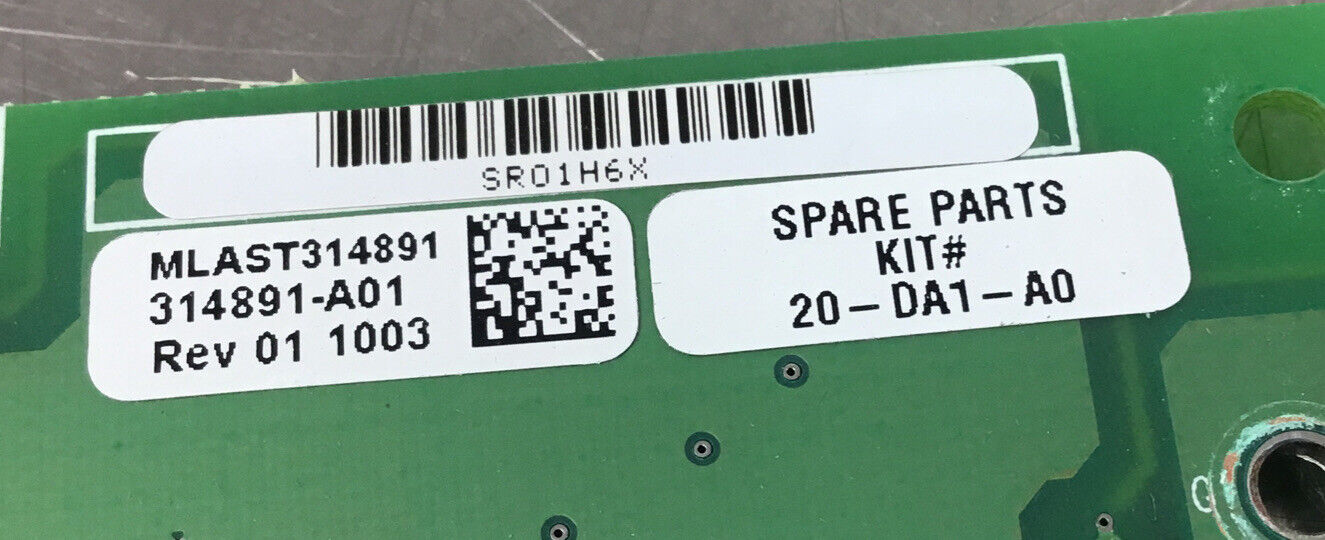 SR01H6X
MLAST314891
314891-A01
Rev 01 1003
SPARE PARTS
KIT#
20-DA1-A0